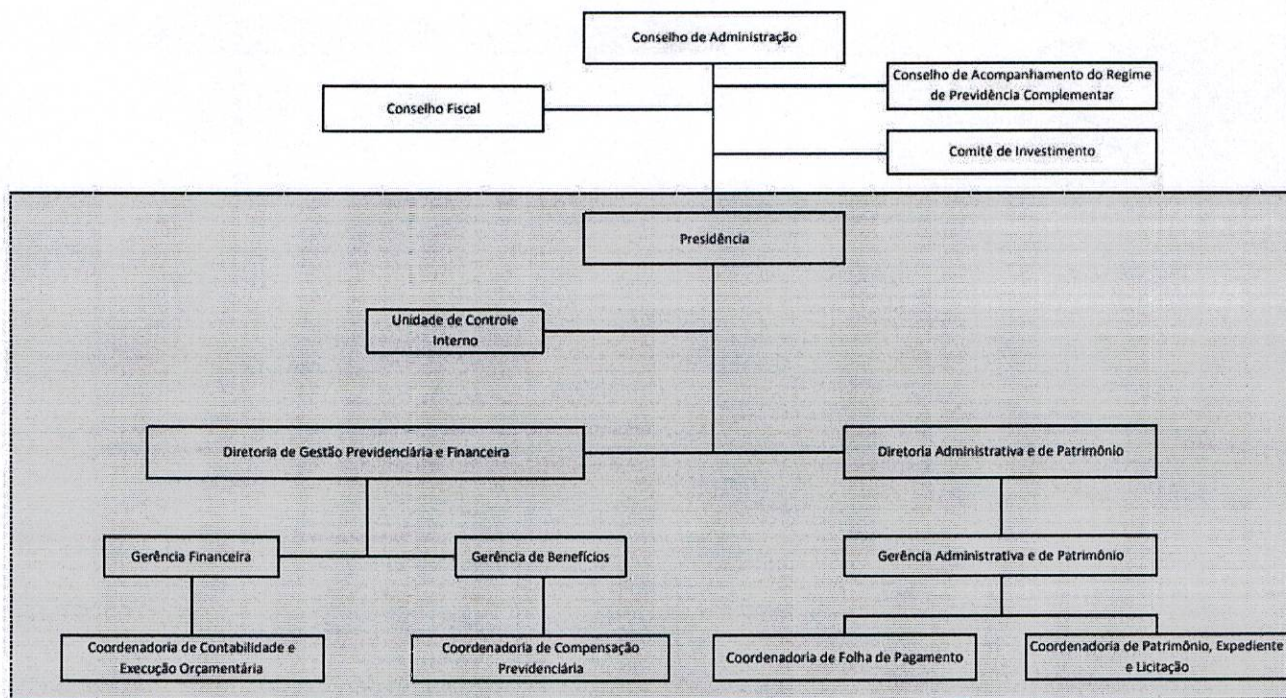 Conselho de Administração
Conselho de Acompanhamento do Regime
de Previdência Complementar
Conselho Fiscal
Comitê de Investimento
Presidência
Unidade de Controle
Interno
Diretoria de Gestão Previdenciária e Financeira
Diretoria Administrativa e de Patrimônio
Gerência Financeira
Gerência de Benefícios
Gerência Administrativa e de Patrimônio
Coordenadoria de Contabilidade e
Execução Orçamentária
Coordenadoria de Compensação
Previdenciária
Coordenadoria de Folha de Pagamento
Coordenadoria de Patrimônio, Expediente
e Licitação